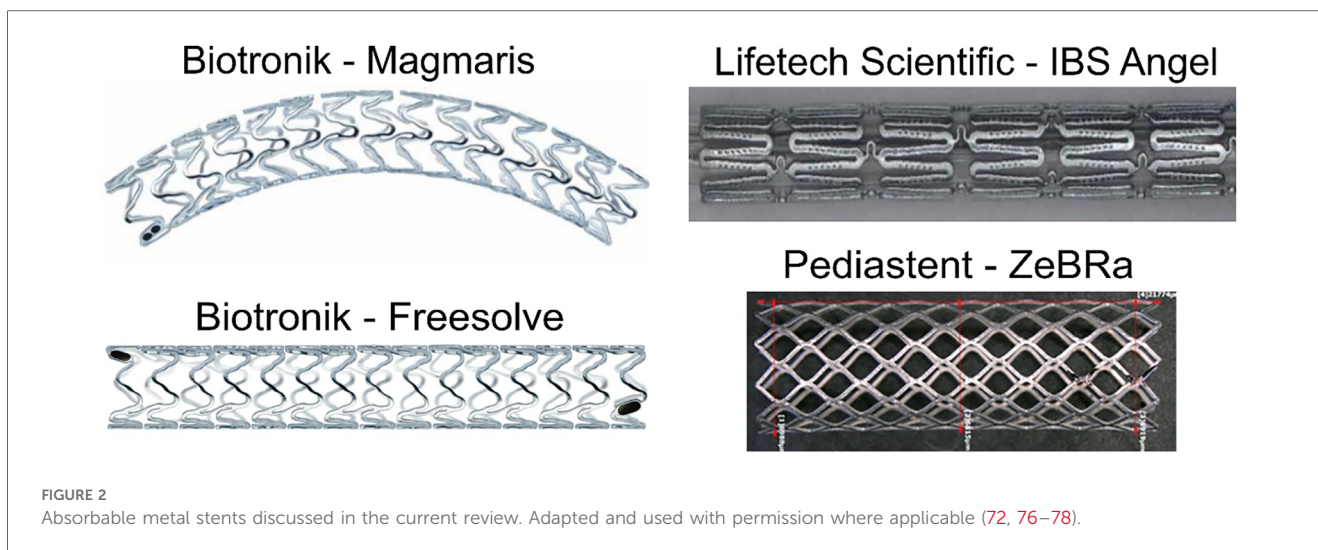 Biotronik - Magmaris
Lifetech Scientific - IBS Angel
Biotronik - Freesolve
Pediastent - ZeBRa
FIGURE 2
Absorbable metal stents discussed in the current review. Adapted and used with permission where applicable (72, 76–78).